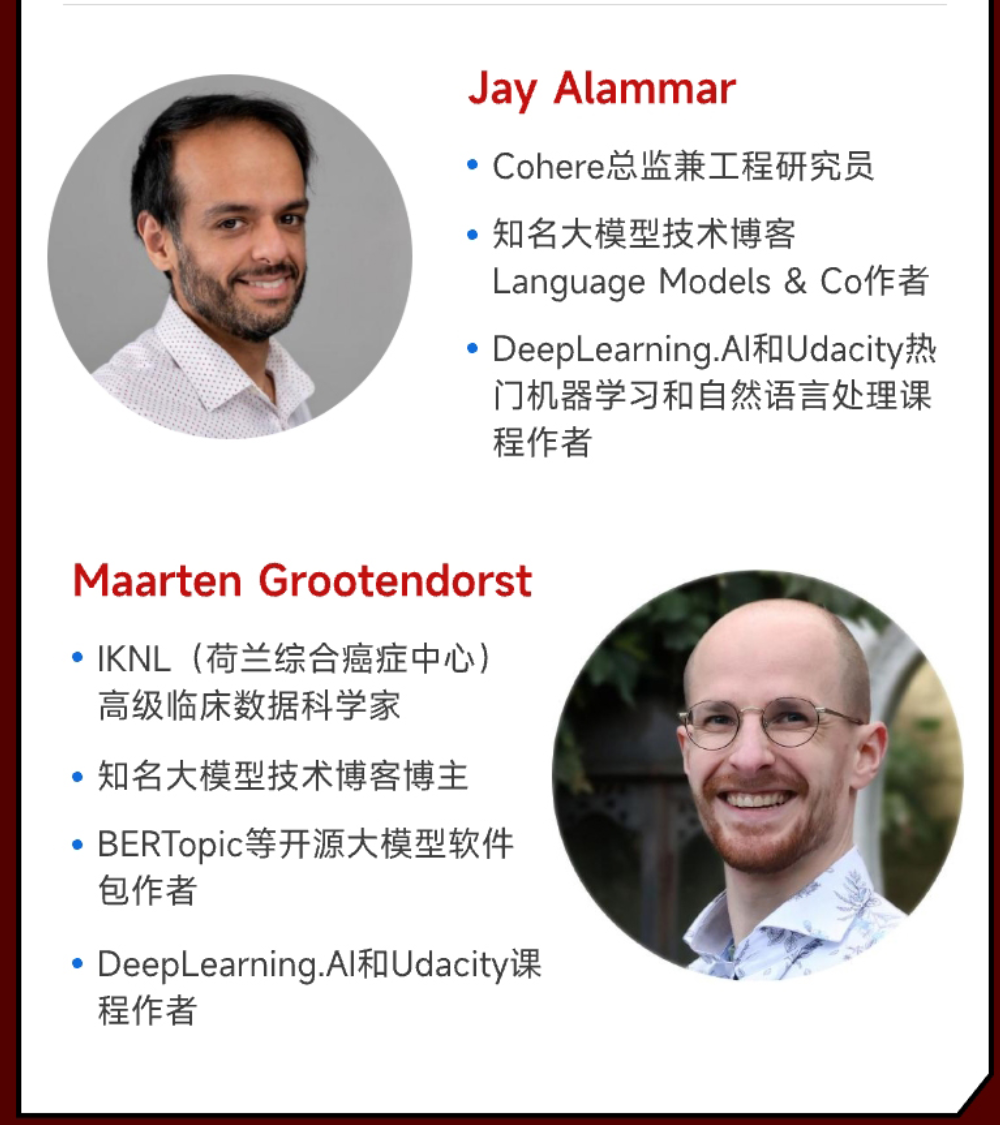 Jay Alammar
• Cohere总监兼工程研究员
• 知名大模型技术博客
Language Models & Co作者
• DeepLearning.AI和Udacity热
门机器学习和自然语言处理课
程作者
Maarten Grootendorst
• IKNL（荷兰综合癌症中心）
高级临床数据科学家
• 知名大模型技术博客博主
• BERTopic等开源大模型软件
包作者
• DeepLearning.AI和Udacity课
程作者